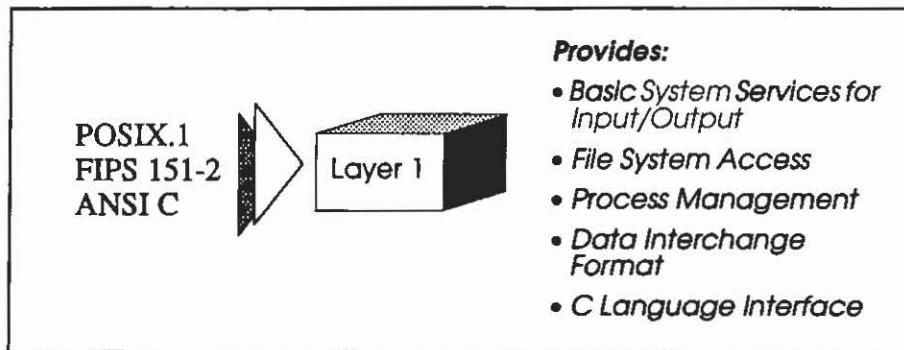 POSIX.1
FIPS 151-2
ANSI C
Layer 1
Provides:
• Basic System Services for
Input/Output
• File System Access
• Process Management
• Data Interchange
Format
• C Language Interface